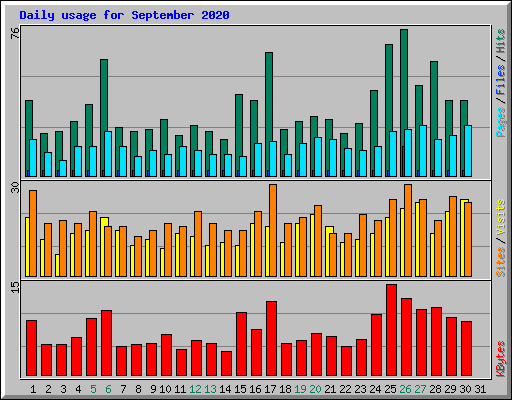 Daily usage for September 2020
76
Pages / Files / Hits
30
Sites / Visits
15
KBytes
1 2 3 4 5 6 7 8 9 10 11 12 13 14 15 16 17 18 19 20 21 22 23 24 25 26 27 28 29 30 31